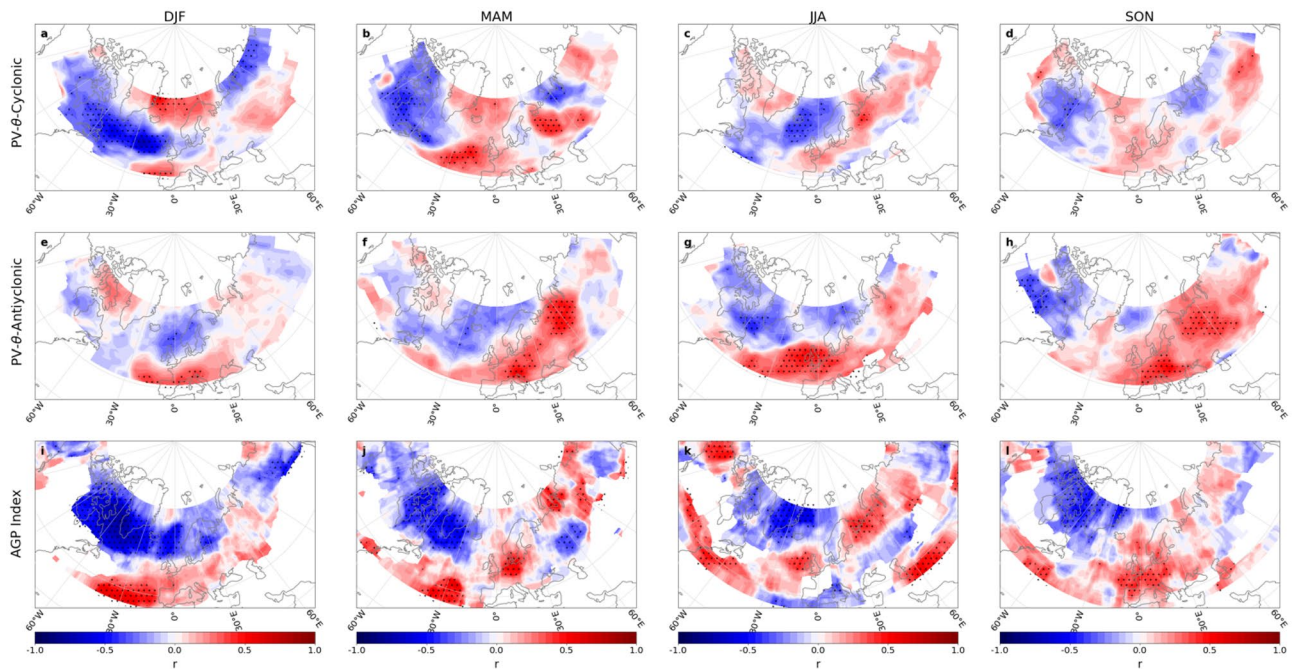 DJF MAM JJA SON
PV-θ-Cyclonic
a b c d
60°W 30°W 0° 30°E 60°E 60°W 30°W 0° 30°E 60°E 60°W 30°W 0° 30°E 60°E 60°W 30°W 0° 30°E 60°E
PV-θ-Antiyclonic
e f g h
60°W 30°W 0° 30°E 60°E 60°W 30°W 0° 30°E 60°E 60°W 30°W 0° 30°E 60°E 60°W 30°W 0° 30°E 60°E
AGP Index
i j k l
60°W 30°W 0° 30°E 60°E 60°W 30°W 0° 30°E 60°E 60°W 30°W 0° 30°E 60°E 60°W 30°W 0° 30°E 60°E
-1.0 -0.5 0.0 0.5 1.0 -1.0 -0.5 0.0 0.5 1.0 -1.0 -0.5 0.0 0.5 1.0 -1.0 -0.5 0.0 0.5 1.0
r r r r